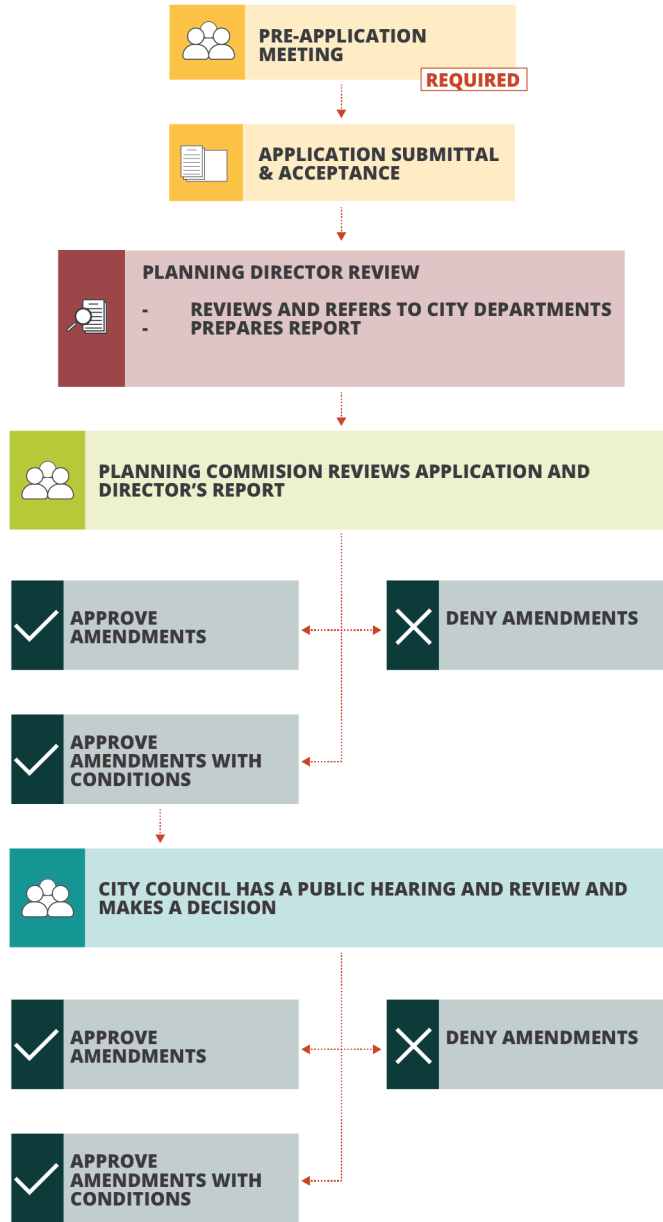 PRE-APPLICATION
MEETING
REQUIRED
APPLICATION SUBMITTAL
& ACCEPTANCE
PLANNING DIRECTOR REVIEW
- REVIEWS AND REFERS TO CITY DEPARTMENTS
- PREPARES REPORT
PLANNING COMMISION REVIEWS APPLICATION AND
DIRECTOR'S REPORT
APPROVE
AMENDMENTS
DENY AMENDMENTS
APPROVE
AMENDMENTS WITH
CONDITIONS
CITY COUNCIL HAS A PUBLIC HEARING AND REVIEW AND
MAKES A DECISION
APPROVE
AMENDMENTS
DENY AMENDMENTS
APPROVE
AMENDMENTS WITH
CONDITIONS